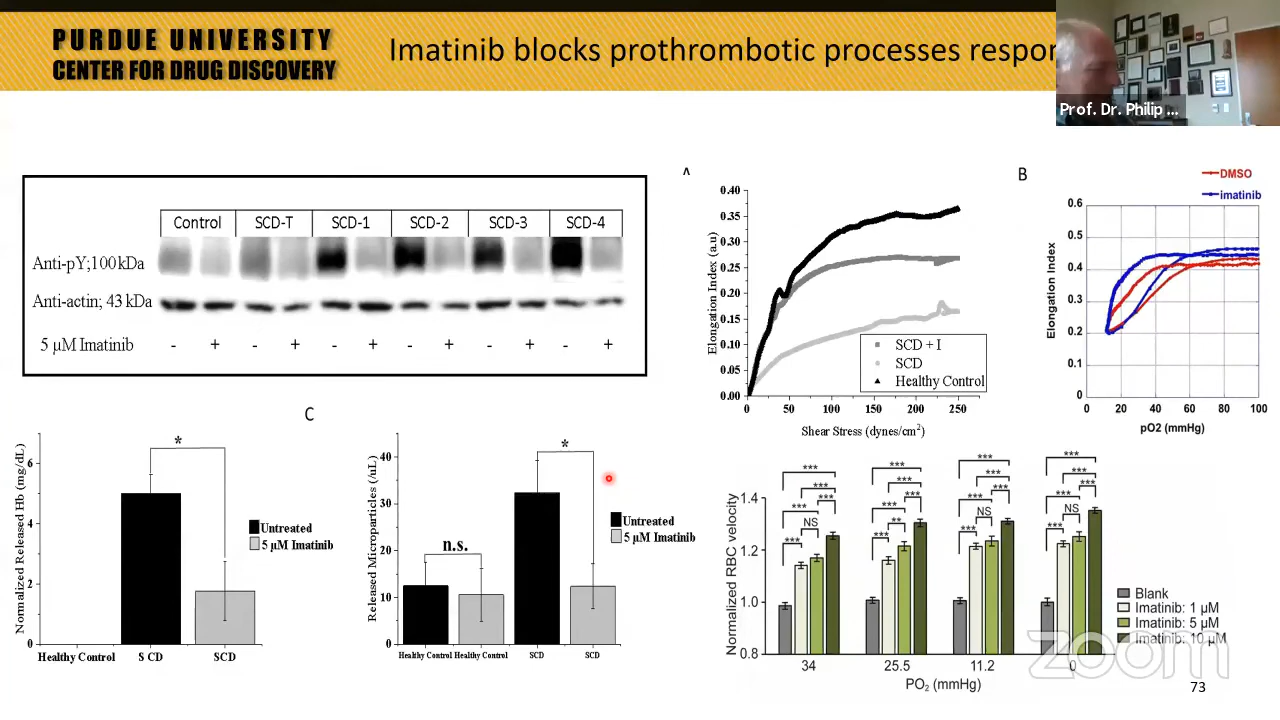 PURDUE UNIVERSITY
CENTER FOR DRUG DISCOVERY
Imatinib blocks prothrombotic processes respon
Prof. Dr. Philip ...
Control SCD-T SCD-1 SCD-2 SCD-3 SCD-4
Anti-pY;100kDa
Anti-actin; 43 kDa
5 µM Imatinib - + - + - + - + - + - +
A
Elongation Index (a.u)
0.40
0.35
0.30
0.25
0.20
0.15
0.10
0.05
0.00
0 50 100 150 200 250
Shear Stress (dynes/cm²)
SCD + I
SCD
Healthy Control
B
DMSO
imatinib
Elongation Index
0.6
0.5
0.4
0.3
0.2
0.1
0
0 20 40 60 80 100
pO2 (mmHg)
C
Normalized Released Hb (mg/dL)
6
4
2
0
*
Untreated
5 µM Imatinib
Healthy Control S CD SCD
Released Microparticles (/uL)
40
30
20
10
0
n.s.
*
Untreated
5 µM Imatinib
Healthy Control Healthy Control SCD SCD
Normalized RBC velocity
1.4
1.2
1.0
0.8
*** *** *** ***
*** *** *** ***
*** *** *** ***
*** *** *** ***
NS ** NS NS
*** *** *** ***
34 25.5 11.2 0
PO₂ (mmHg)
Blank
Imatinib: 1 µM
Imatinib: 5 µM
Imatinib: 10 µM
zoom
73